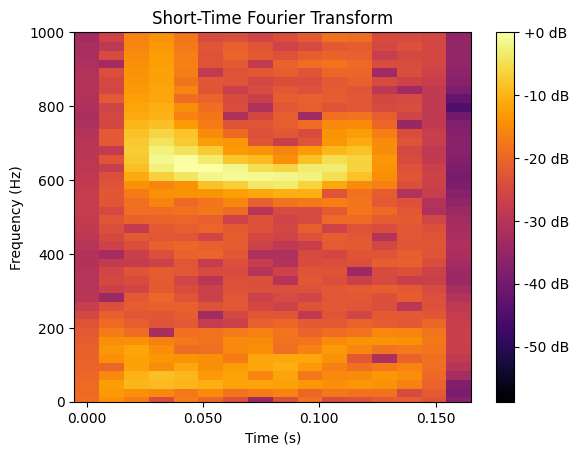 Short-Time Fourier Transform
1000
800
600
400
200
0
Frequency (Hz)
0.000
0.050
0.100
0.150
Time (s)
+0 dB
-10 dB
-20 dB
-30 dB
-40 dB
-50 dB